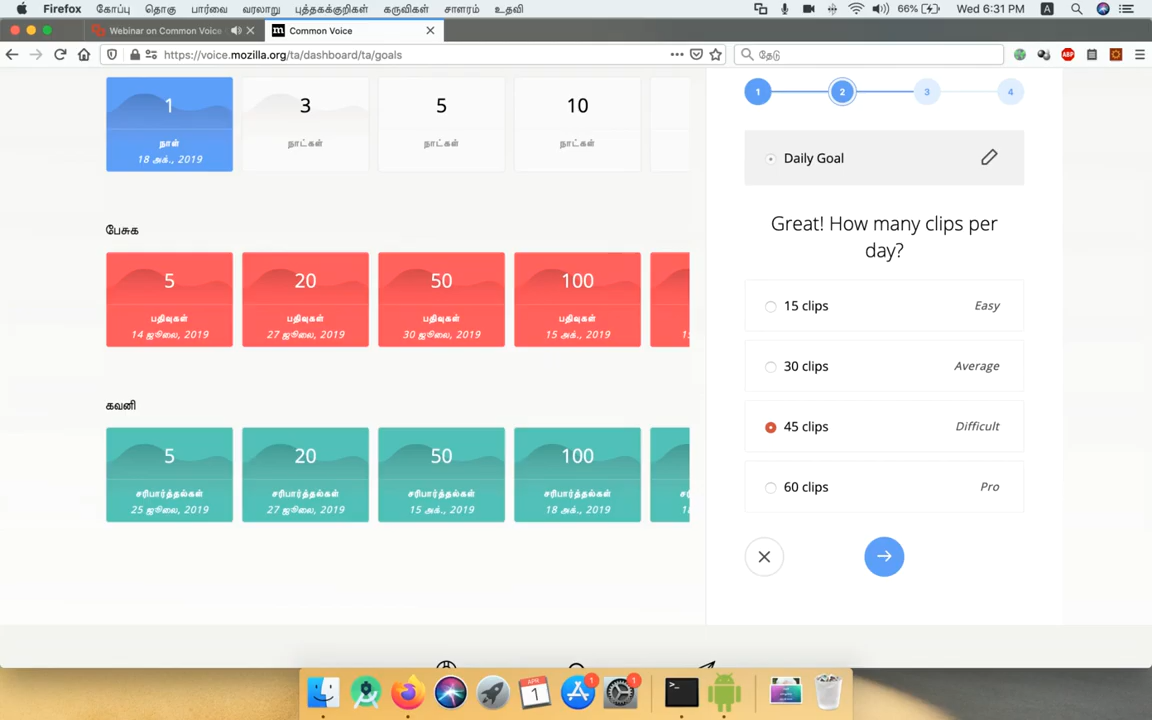 Firefox கோப்பு தொகு பார்வை வரலாறு புத்தகக்குறிகள் கருவிகள் சாளரம் உதவி 66% Wed 6:31 PM A
Webinar on Common Voice
Common Voice
https://voice.mozilla.org/ta/dashboard/ta/goals
தேடு
ABP
1 3 5 10
நாள் நாட்கள் நாட்கள் நாட்கள்
18 அக்., 2019
பேசுக
5 20 50 100
பதிவுகள் பதிவுகள் பதிவுகள் பதிவுகள்
14 ஜூலை, 2019 27 ஜூலை, 2019 30 ஜூலை, 2019 15 அக்., 2019
கவனி
5 20 50 100
சரிபார்த்தல்கள் சரிபார்த்தல்கள் சரிபார்த்தல்கள் சரிபார்த்தல்கள்
25 ஜூலை, 2019 27 ஜூலை, 2019 15 அக்., 2019 18 அக்., 2019
1 2 3 4
Daily Goal
Great! How many clips per
day?
15 clips Easy
30 clips Average
45 clips Difficult
60 clips Pro
APR
1
1
1